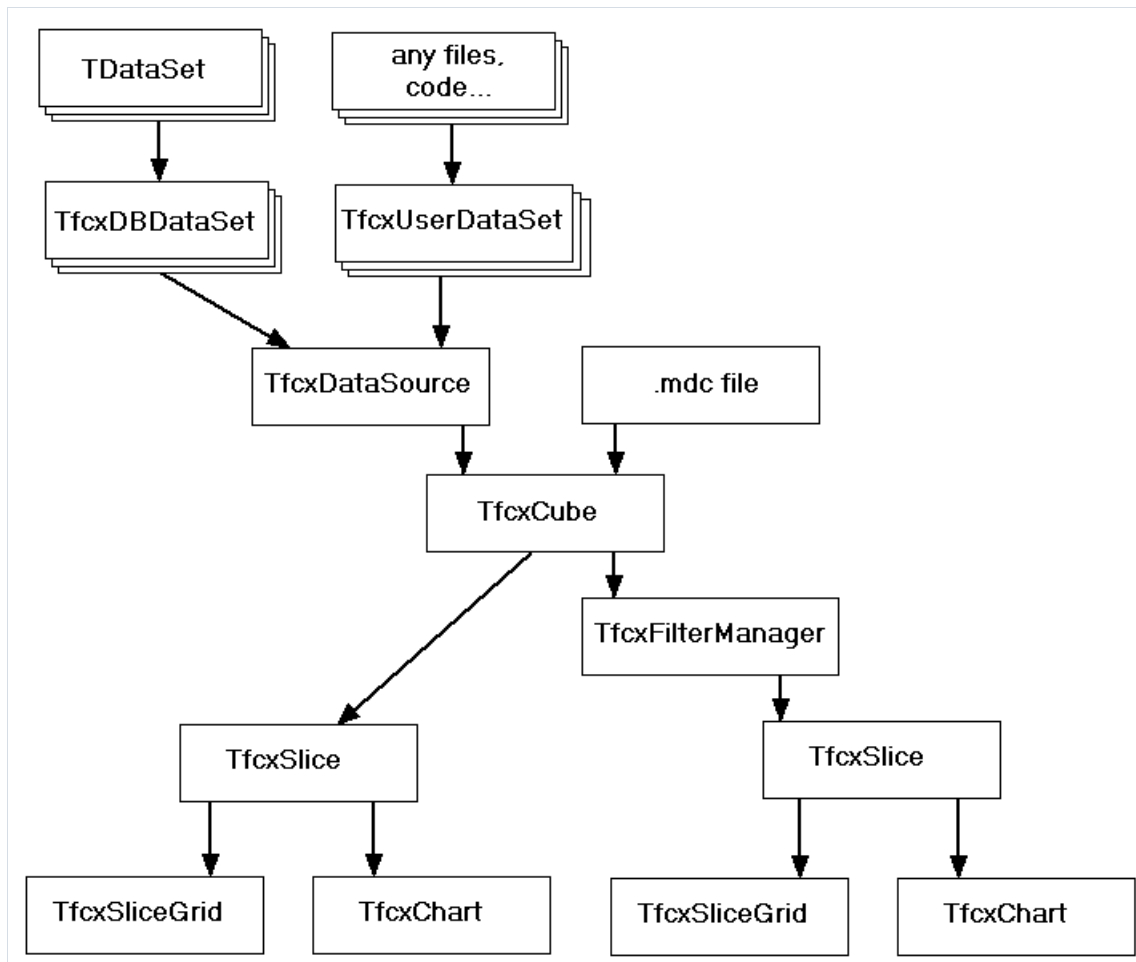 TDataSet
any files,
code...
TfcxDBDataSet
TfcxUserDataSet
TfcxDataSource
.mdc file
TfcxCube
TfcxFilterManager
TfcxSlice
TfcxSlice
TfcxSliceGrid
TfcxChart
TfcxSliceGrid
TfcxChart